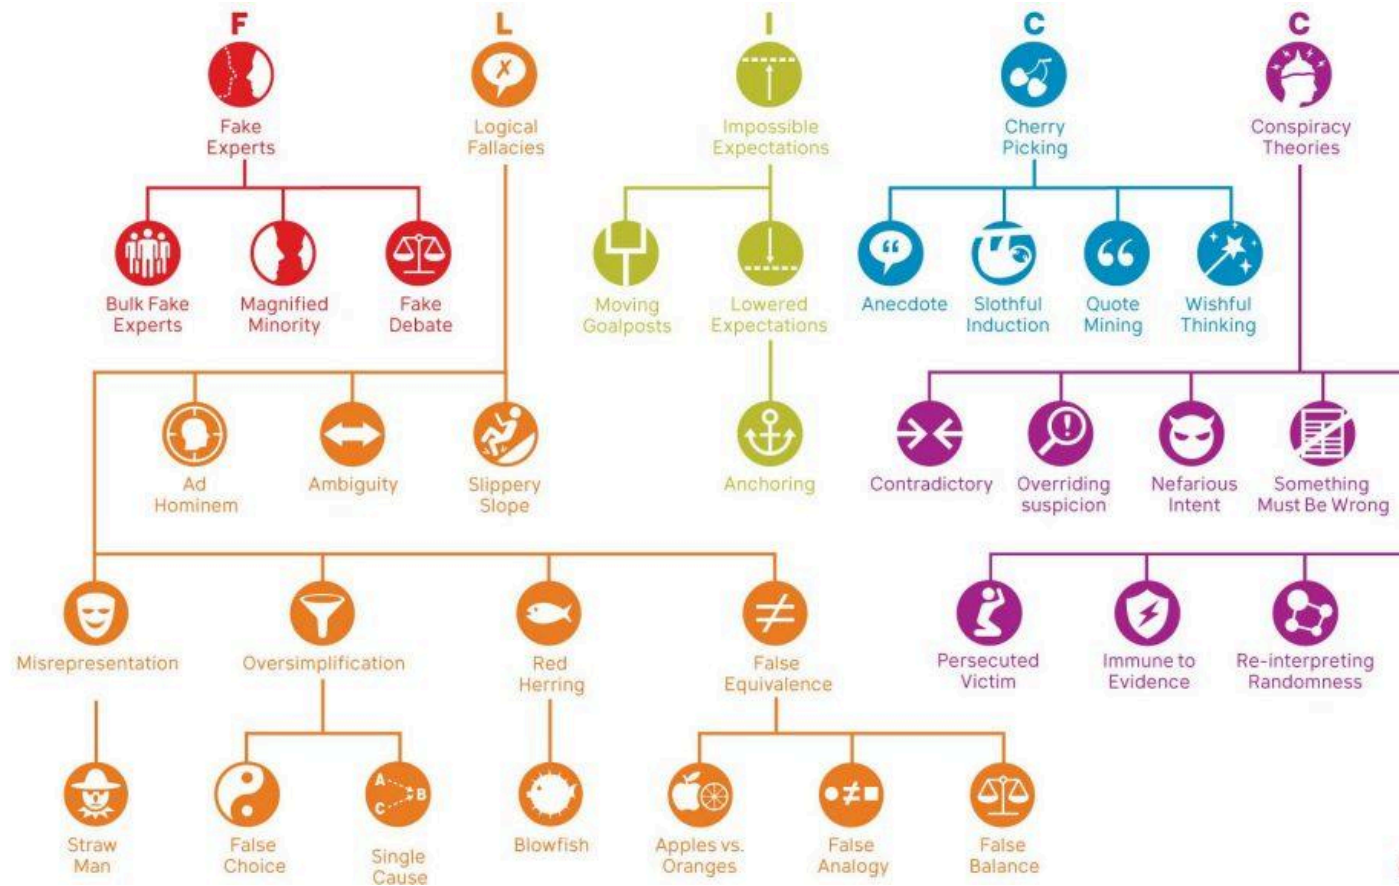 F
L
I
C
C
Fake
Experts
Logical
Fallacies
Impossible
Expectations
Cherry
Picking
Conspiracy
Theories
Bulk Fake
Experts
Magnified
Minority
Fake
Debate
Moving
Goalposts
Lowered
Expectations
Anecdote
Slothful
Induction
Quote
Mining
Wishful
Thinking
Ad
Hominem
Ambiguity
Slippery
Slope
Anchoring
Contradictory
Overriding
suspicion
Nefarious
Intent
Something
Must Be Wrong
Misrepresentation
Oversimplification
Red
Herring
False
Equivalence
Persecuted
Victim
Immune to
Evidence
Re-interpreting
Randomness
Straw
Man
False
Choice
A
B
C
Single
Cause
Blowfish
Apples vs.
Oranges
False
Analogy
False
Balance